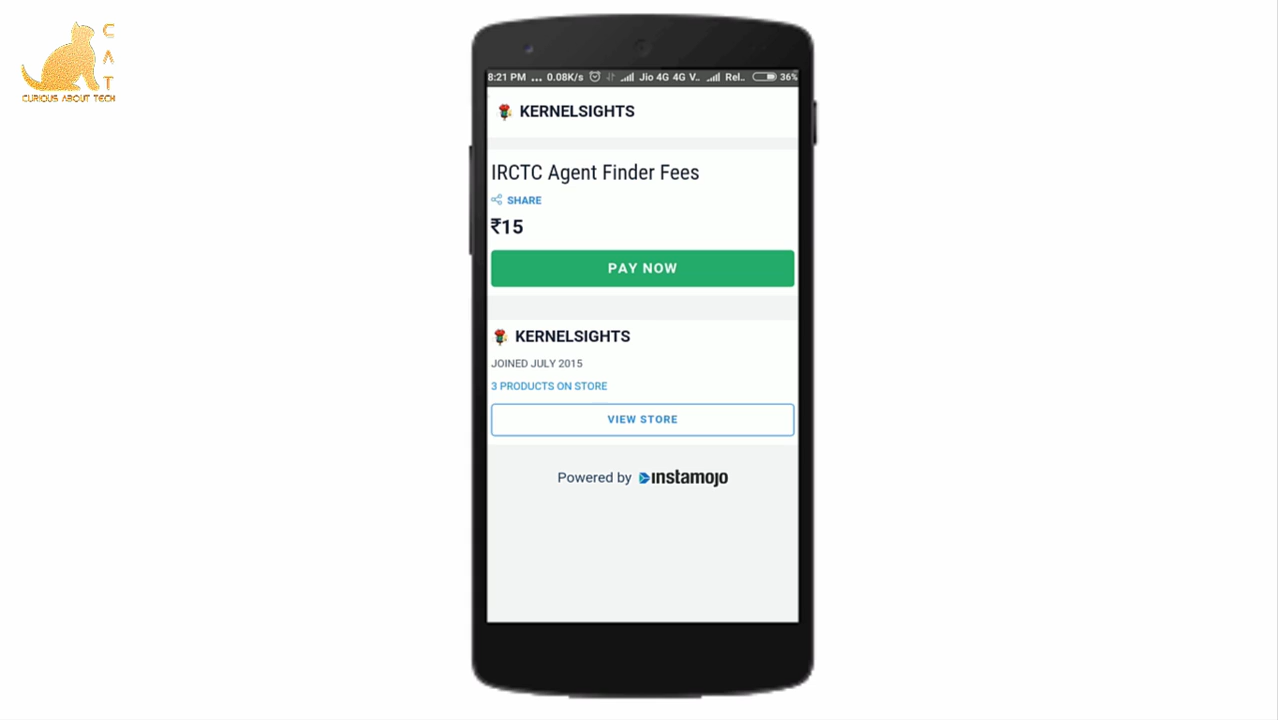 C
A
T
CURIOUS ABOUT TECH
8:21 PM ... 0.08K/s Jio 4G 4G V.. Rel.. 36%
KERNELSIGHTS
IRCTC Agent Finder Fees
SHARE
₹15
PAY NOW
KERNELSIGHTS
JOINED JULY 2015
3 PRODUCTS ON STORE
VIEW STORE
Powered by instamojo